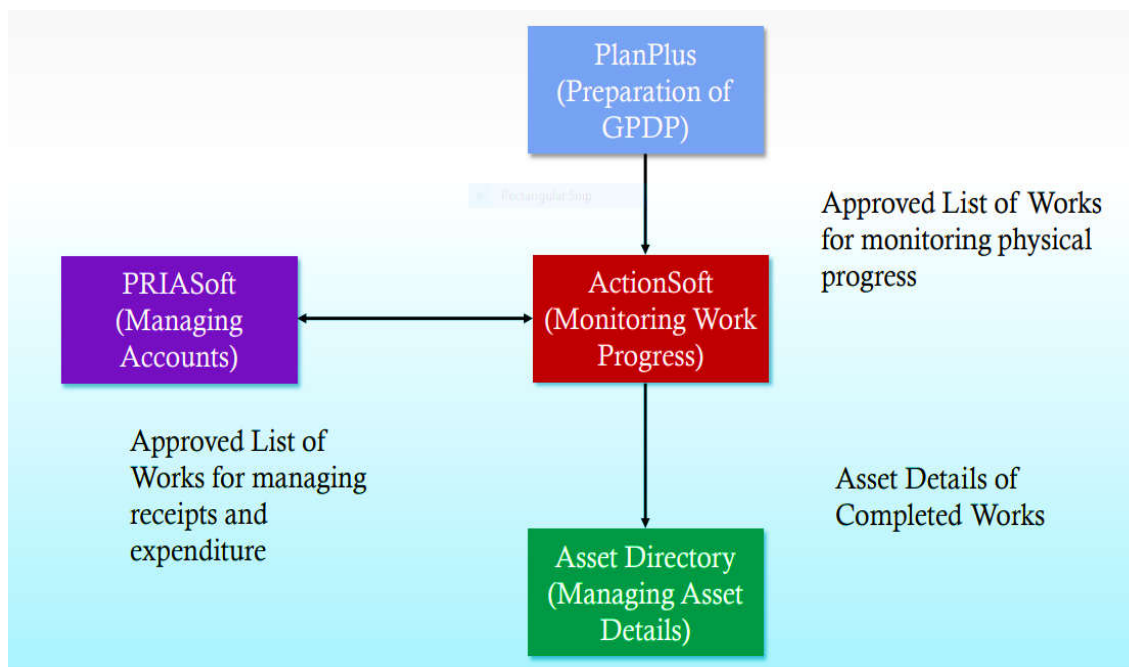 PlanPlus
(Preparation of
GPDP)
Rectangular Snip
Approved List of Works
for monitoring physical
progress
PRIASoft
(Managing
Accounts)
ActionSoft
(Monitoring Work
Progress)
Approved List of
Works for managing
receipts and
expenditure
Asset Details of
Completed Works
Asset Directory
(Managing Asset
Details)